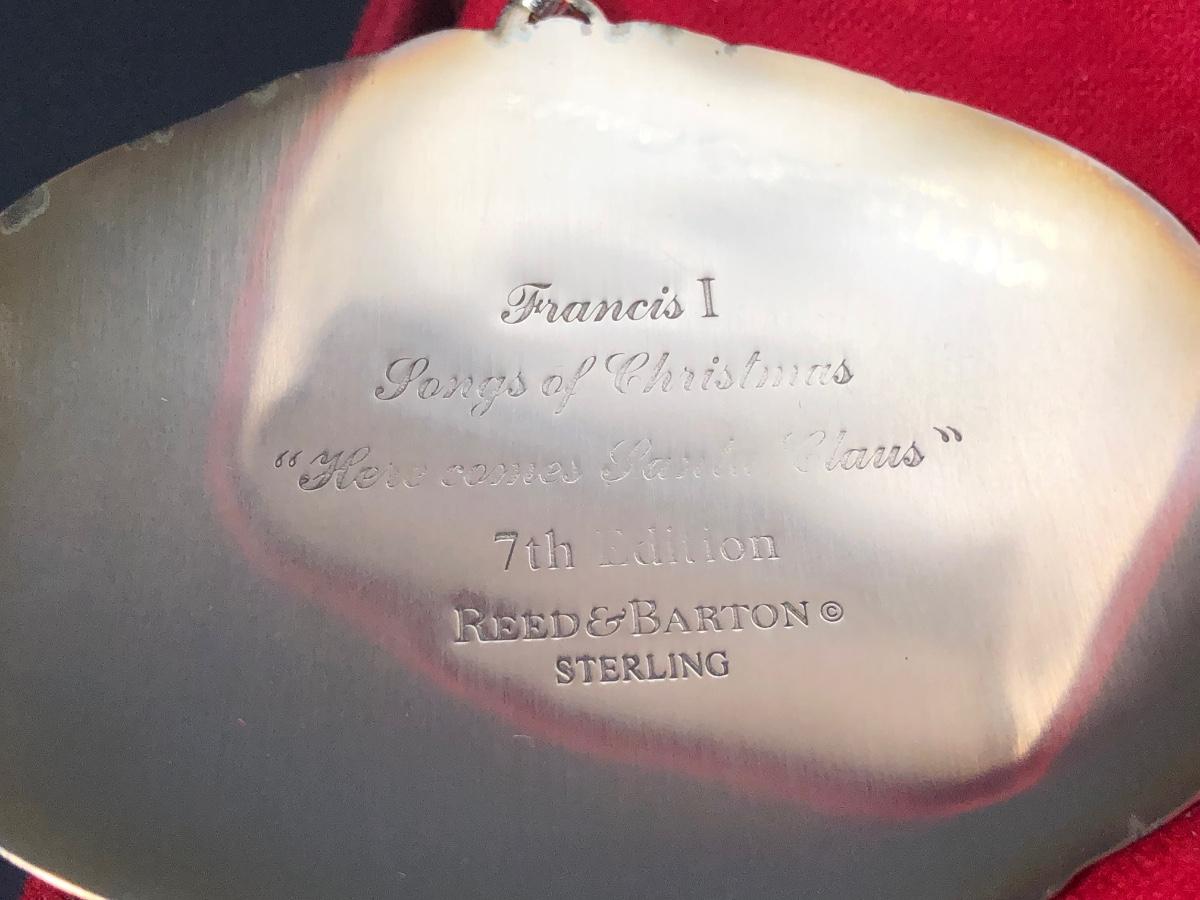 Francis I
Songs of Christmas
“Here comes Santa Claus”
7th Edition
REED & BARTON ©
STERLING